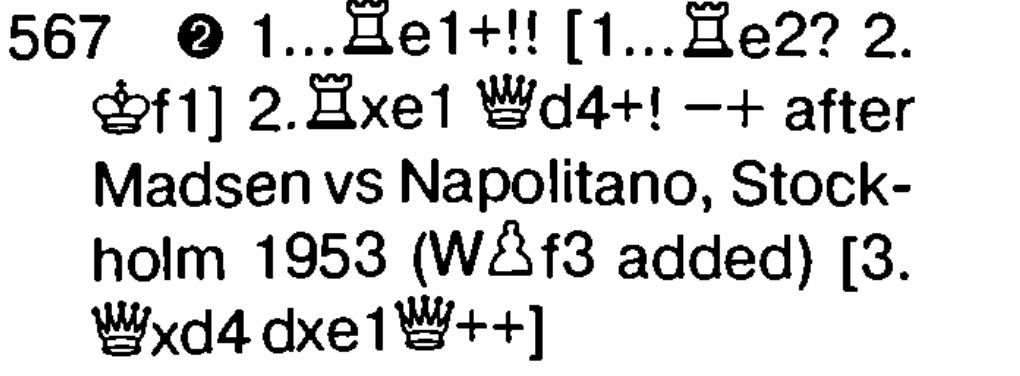 567 ❷ 1...♖e1+!! [1...♖e2? 2.
♔f1] 2.♖xe1 ♕d4+! −+ after
Madsen vs Napolitano, Stock-
holm 1953 (W♙f3 added) [3.
♕xd4 dxe1♕++]